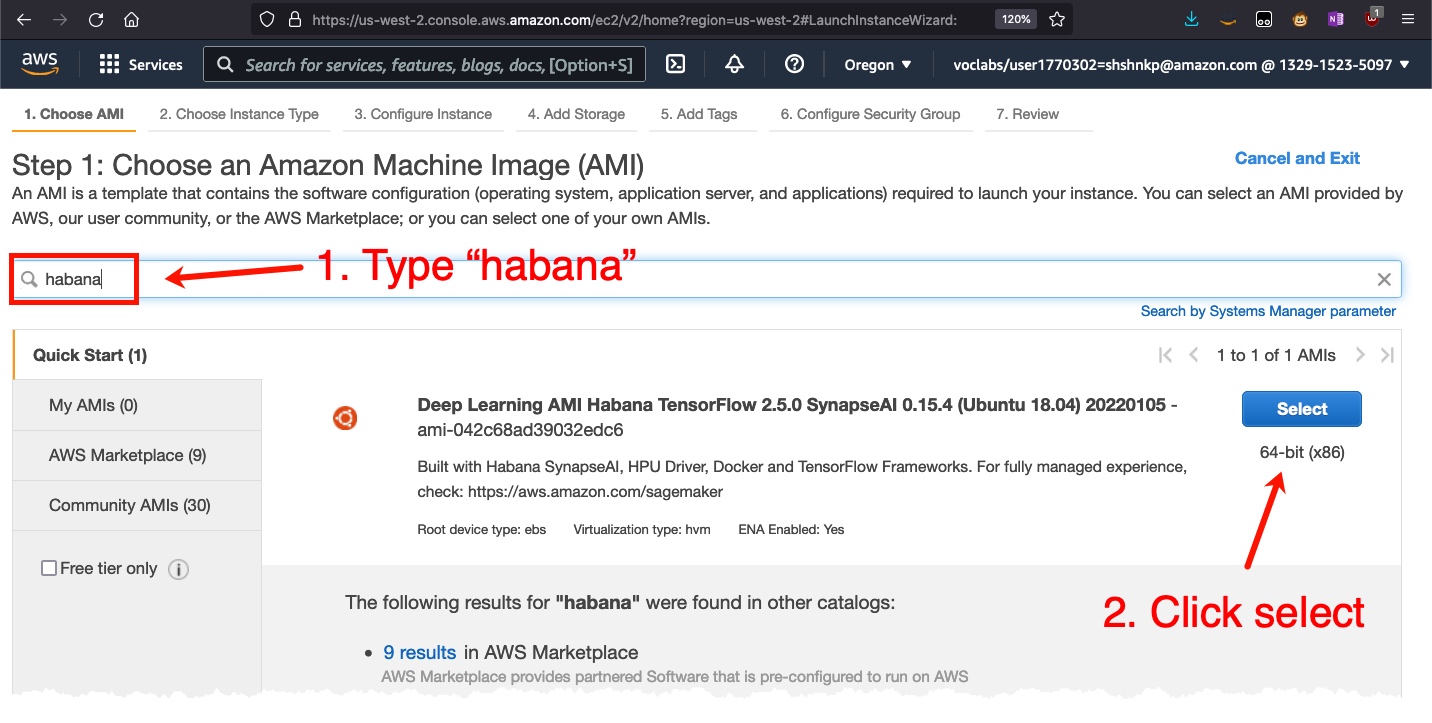 https://us-west-2.console.aws.amazon.com/ec2/v2/home?region=us-west-2#LaunchInstanceWizard:
120%
1
aws
Services
Search for services, features, blogs, docs, [Option+S]
Oregon
voclabs/user1770302=shshnkp@amazon.com @ 1329-1523-5097
1. Choose AMI
2. Choose Instance Type
3. Configure Instance
4. Add Storage
5. Add Tags
6. Configure Security Group
7. Review
Step 1: Choose an Amazon Machine Image (AMI)
Cancel and Exit
An AMI is a template that contains the software configuration (operating system, application server, and applications) required to launch your instance. You can select an AMI provided by
AWS, our user community, or the AWS Marketplace; or you can select one of your own AMIs.
habana
1. Type “habana”
Search by Systems Manager parameter
Quick Start (1)
My AMIs (0)
AWS Marketplace (9)
Community AMIs (30)
Free tier only
1 to 1 of 1 AMIs
Deep Learning AMI Habana TensorFlow 2.5.0 SynapseAI 0.15.4 (Ubuntu 18.04) 20220105 -
ami-042c68ad39032edc6
Built with Habana SynapseAI, HPU Driver, Docker and TensorFlow Frameworks. For fully managed experience,
check: https://aws.amazon.com/sagemaker
Root device type: ebs
Virtualization type: hvm
ENA Enabled: Yes
Select
64-bit (x86)
2. Click select
The following results for "habana" were found in other catalogs:
• 9 results in AWS Marketplace
AWS Marketplace provides partnered Software that is pre-configured to run on AWS